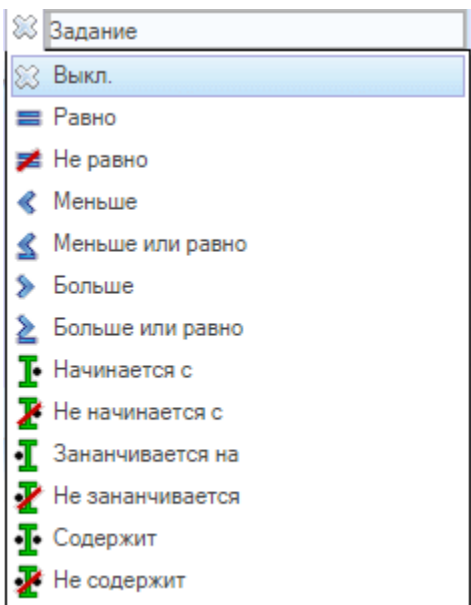 Задание
Выкл.
Равно
Не равно
Меньше
Меньше или равно
Больше
Больше или равно
Начинается с
Не начинается с
Зананчивается на
Не зананчивается
Содержит
Не содержит